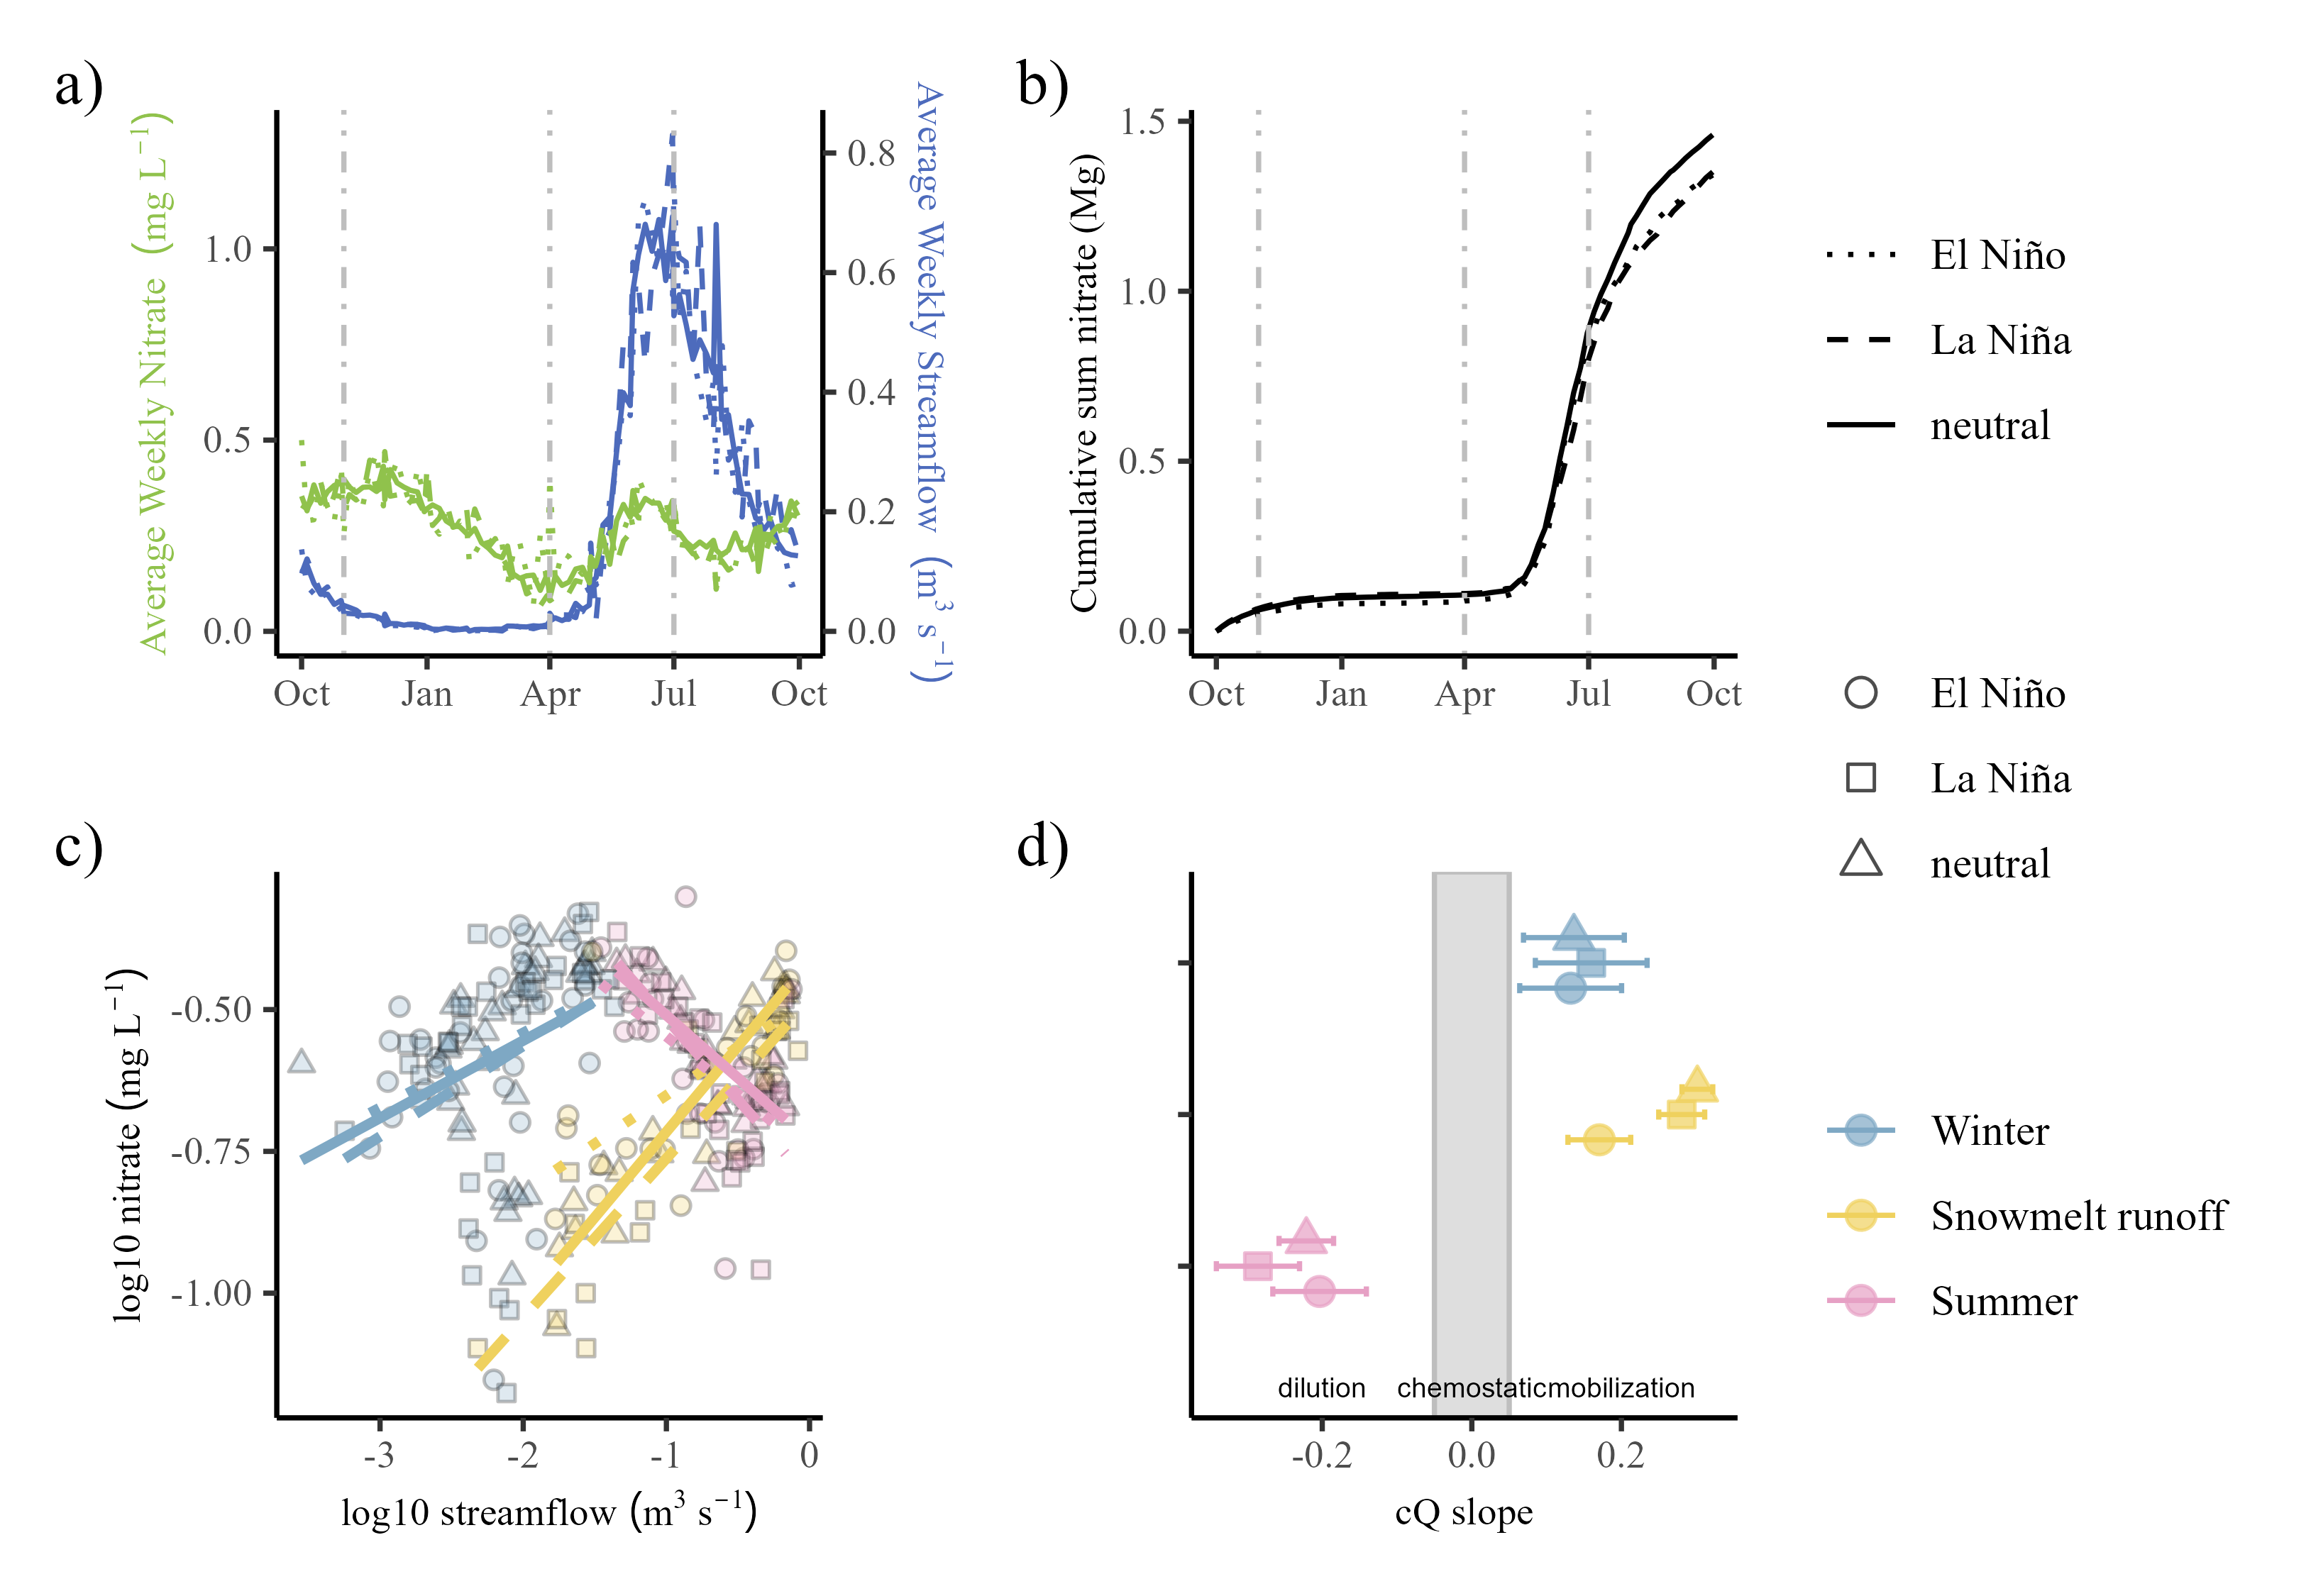 a)
Average Weekly Nitrate (mg L⁻¹)
1.0
0.5
0.0
0.8
0.6
0.4
0.2
0.0
Average Weekly Streamflow (m³ s⁻¹)
Oct Jan Apr Jul Oct
b)
Cumulative sum nitrate (Mg)
1.5
1.0
0.5
0.0
Oct Jan Apr Jul Oct
El Niño
La Niña
neutral
El Niño
La Niña
neutral
c)
log10 nitrate (mg L⁻¹)
-0.50
-0.75
-1.00
-3 -2 -1 0
log10 streamflow (m³ s⁻¹)
d)
dilution chemostatic mobilization
-0.2 0.0 0.2
cQ slope
Winter
Snowmelt runoff
Summer